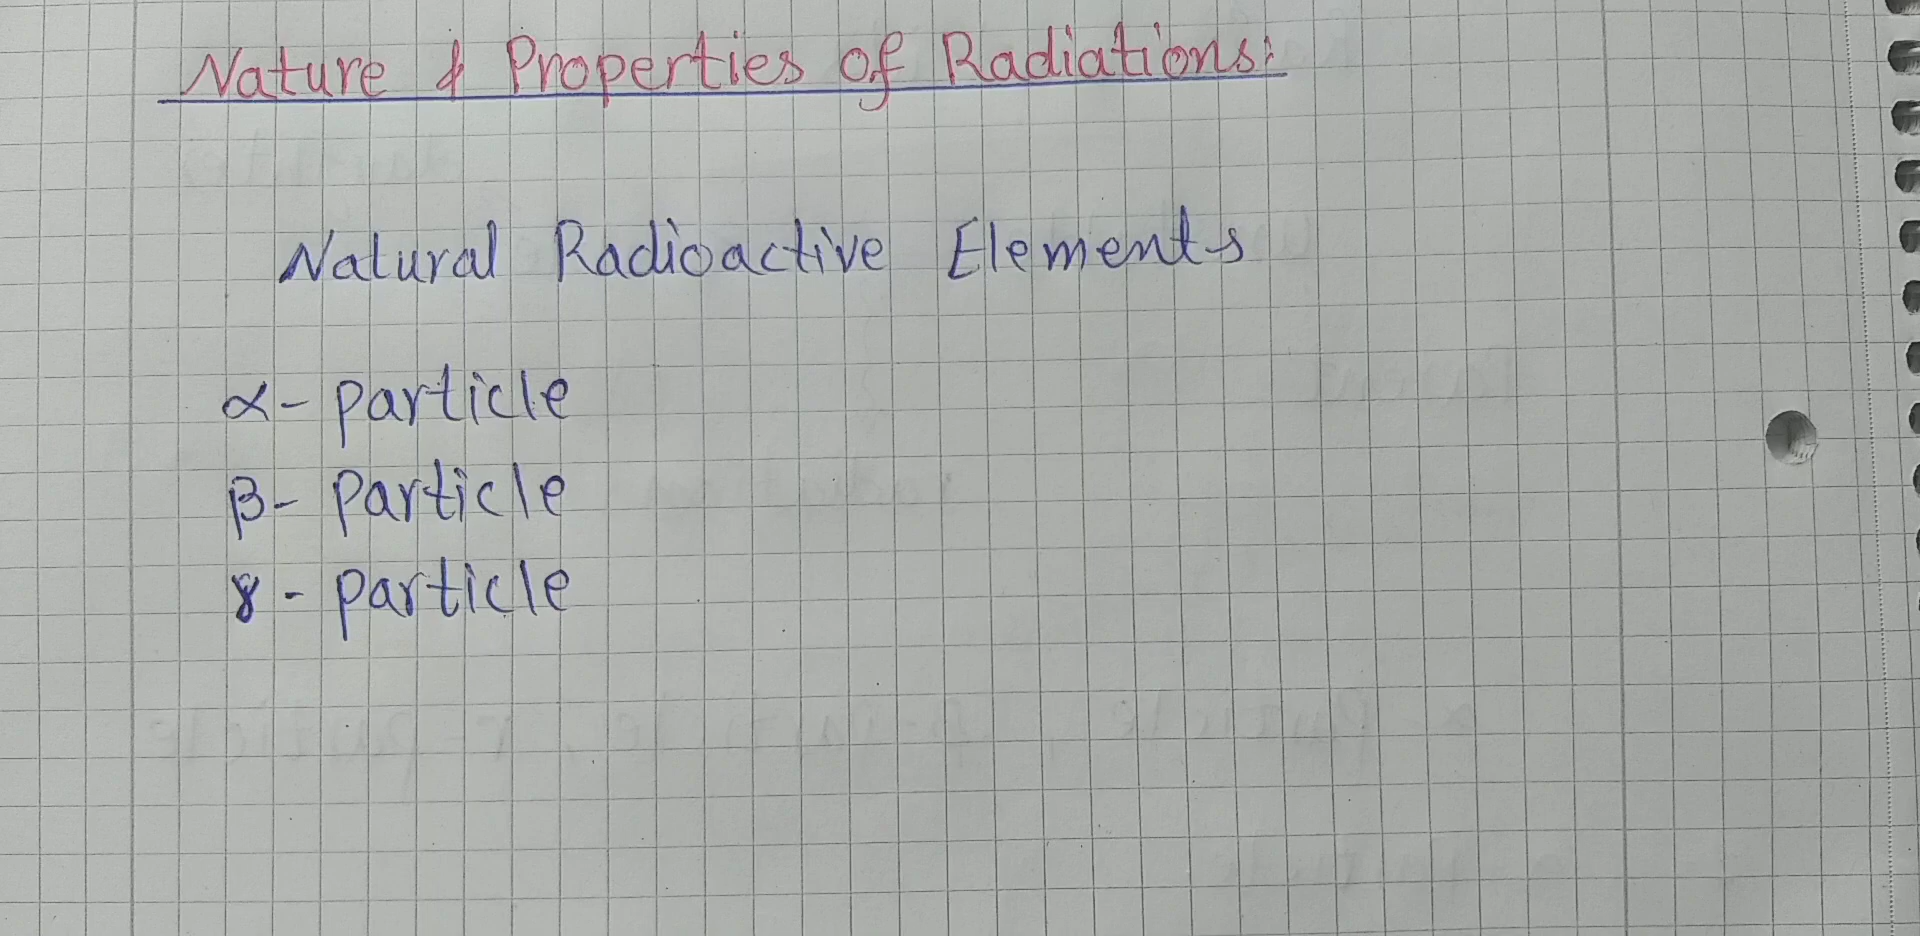 Nature & Properties of Radiations:
Natural Radioactive Elements
α- particle
β- particle
γ - particle